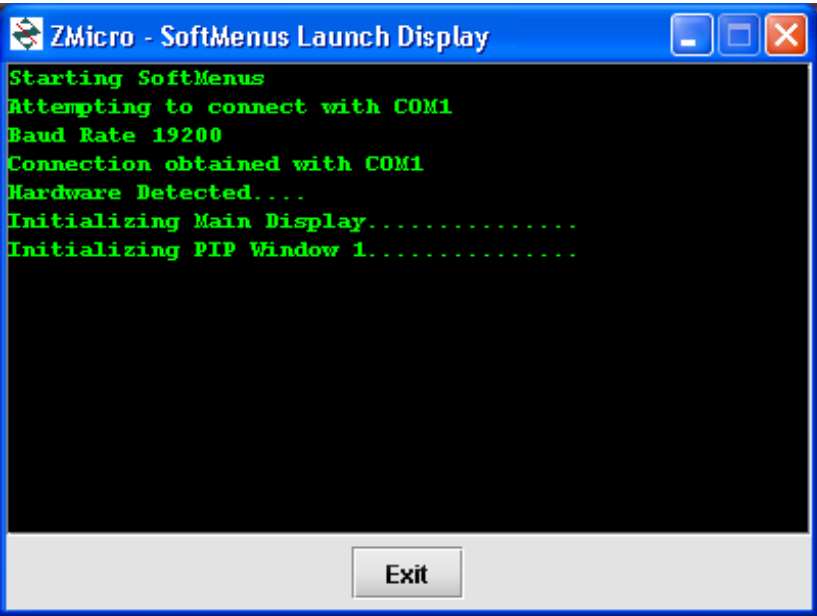 ZMicro - SoftMenus Launch Display
Starting SoftMenus
Attempting to connect with COM1
Baud Rate 19200
Connection obtained with COM1
Hardware Detected....
Initializing Main Display...............
Initializing PIP Window 1...............
Exit